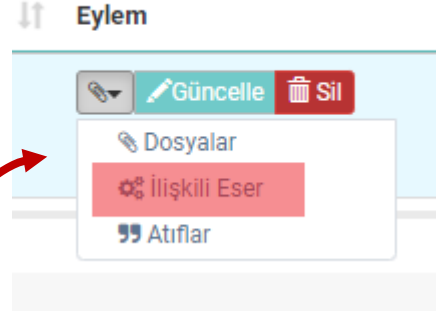 Eylem
Güncelle Sil
Dosyalar
İlişkili Eser
Atıflar